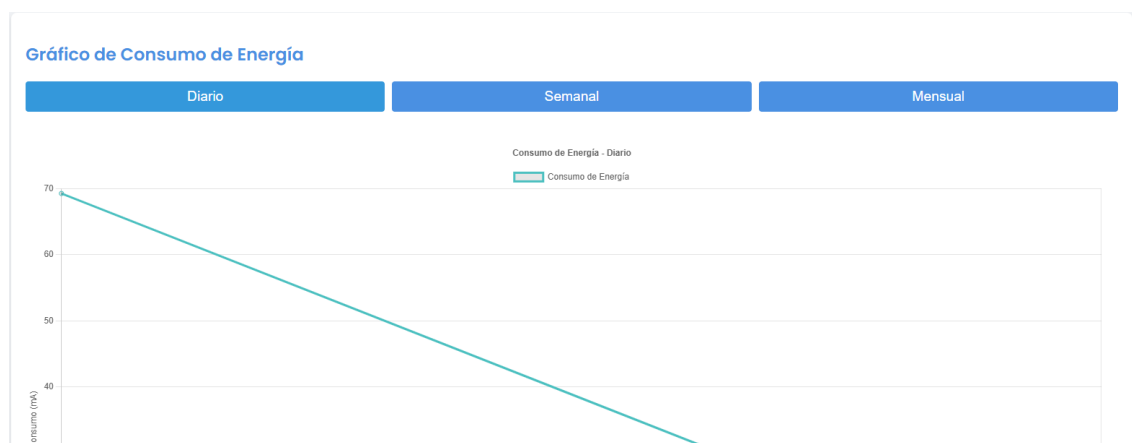 Gráfico de Consumo de Energía
Diario
Semanal
Mensual
Consumo de Energía - Diario
Consumo de Energía
70
60
50
40
onsumo (mA)